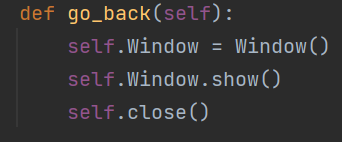 def go_back(self):
    self.Window = Window()
    self.Window.show()
    self.close()